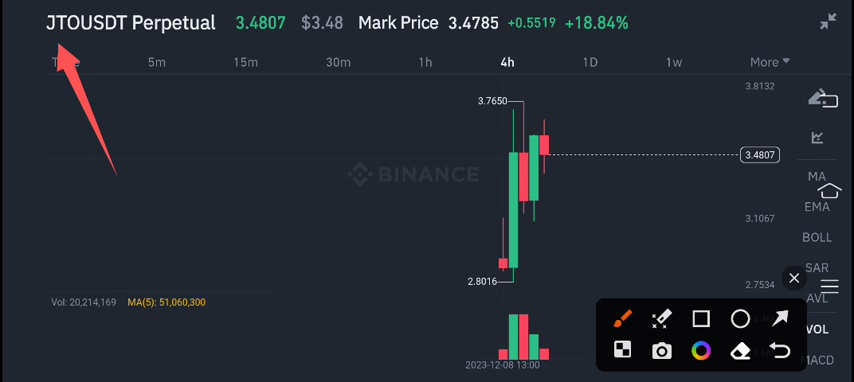 JTOUSDT Perpetual 3.4807 $3.48 Mark Price 3.4785 +0.5519 +18.84%
5m 15m 30m 1h 4h 1D 1w More
3.8132
3.7650
3.4807
BINANCE
MA
EMA
3.1067
BOLL
SAR
2.8016
2.7534
AVL
Vol: 20,214,169 MA(5): 51,060,300
VOL
MACD
2023-12-08 13:00